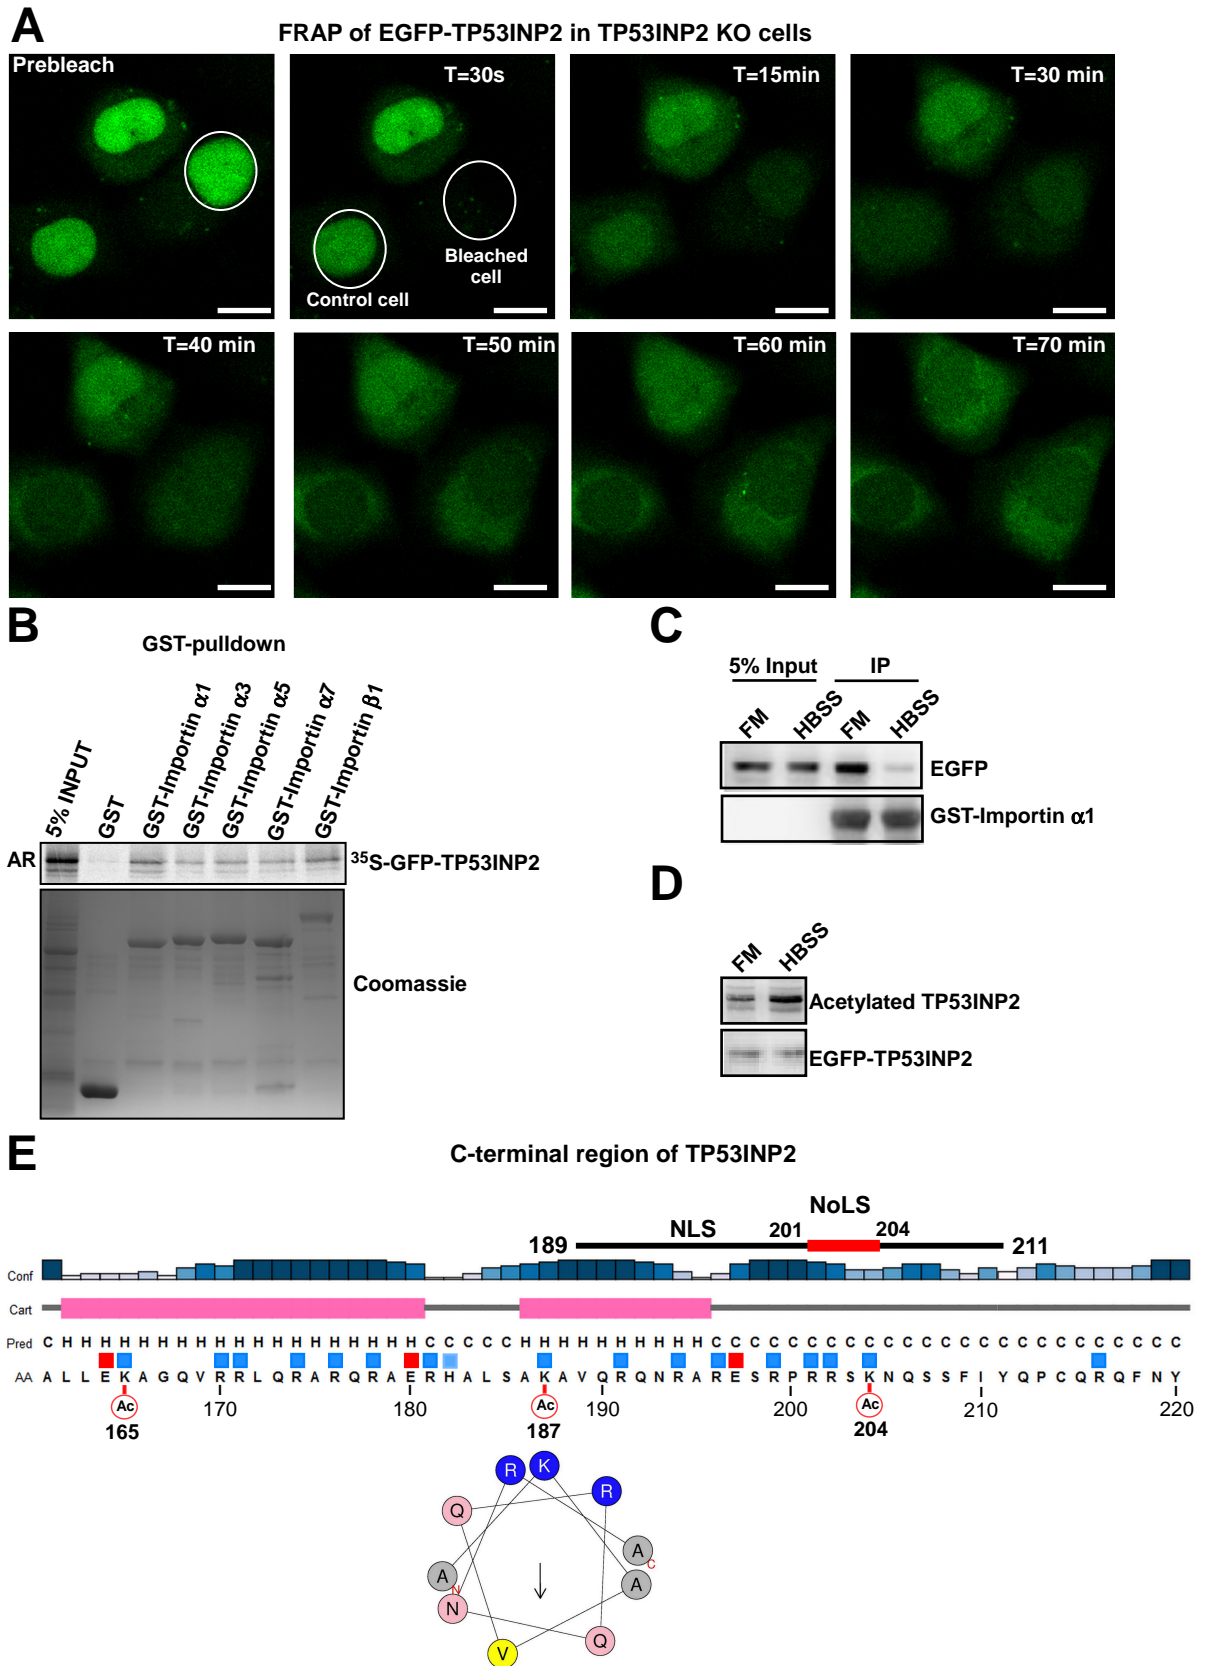 A
FRAP of EGFP-TP53INP2 in TP53INP2 KO cells
Prebleach
T=30s
T=15min
T=30 min
Control cell
Bleached
cell
T=40 min
T=50 min
T=60 min
T=70 min
B
GST-pulldown
5% INPUT
GST
GST-Importin α1
GST-Importin α3
GST-Importin α5
GST-Importin α7
GST-Importin β1
AR
35S-GFP-TP53INP2
Coomassie
C
5% Input IP
FM HBSS FM HBSS
EGFP
GST-Importin α1
D
FM HBSS
Acetylated TP53INP2
EGFP-TP53INP2
E
C-terminal region of TP53INP2
NoLS
NLS 201 204
189 211
Conf
Cart
Pred C H H H H H H H H H H H H H H H H H H H H C C C C C H H H H H H H H H H C C C C C C C C C C C C C C C C C C C C C C C C C C
AA A L L E K A G Q V R R L Q R A R Q R A E R H A L S A K A V Q R Q N R A R E S R P R R S K N Q S S F I Y Q P C Q R Q F N Y
Ac Ac Ac
165 170 180 187 190 200 204 210 220
R K R
Q
A A
N C
A N
V Q